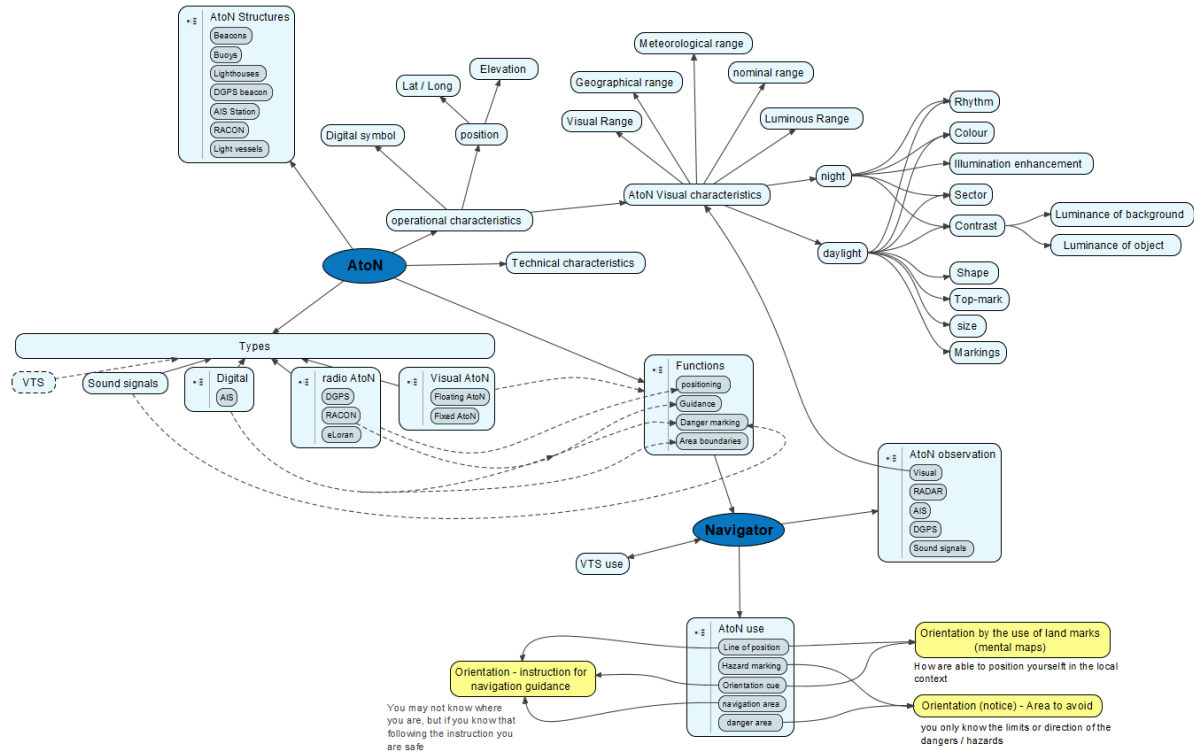 AtoN Structures
Beacons
Buoys
Lighthouses
DGPS beacon
AIS Station
RACON
Light vessels
Meteorological range
Elevation
Lat / Long
Geographical range
nominal range
Digital symbol
position
Visual Range
Luminous Range
Rhythm
Colour
Illumination enhancement
night
AtoN Visual characteristics
Sector
operational characteristics
Contrast
Luminance of background
Luminance of object
daylight
AtoN
Technical characteristics
Shape
Top-mark
size
Markings
Types
VTS
Sound signals
Digital
AIS
radio AtoN
DGPS
RACON
eLoran
Visual AtoN
Floating AtoN
Fixed AtoN
Functions
positioning
Guidance
Danger marking
Area boundaries
AtoN observation
Visual
RADAR
AIS
DGPS
Sound signals
Navigator
VTS use
AtoN use
Line of position
Hazard marking
Orientation cue
navigation area
danger area
Orientation - instruction for
navigation guidance
You may not know where
you are, but if you know that
following the instruction you
are safe
Orientation by the use of land marks
(mental maps)
How are able to position yourselft in the local
context
Orientation (notice) - Area to avoid
you only know the limits or direction of the
dangers / hazards